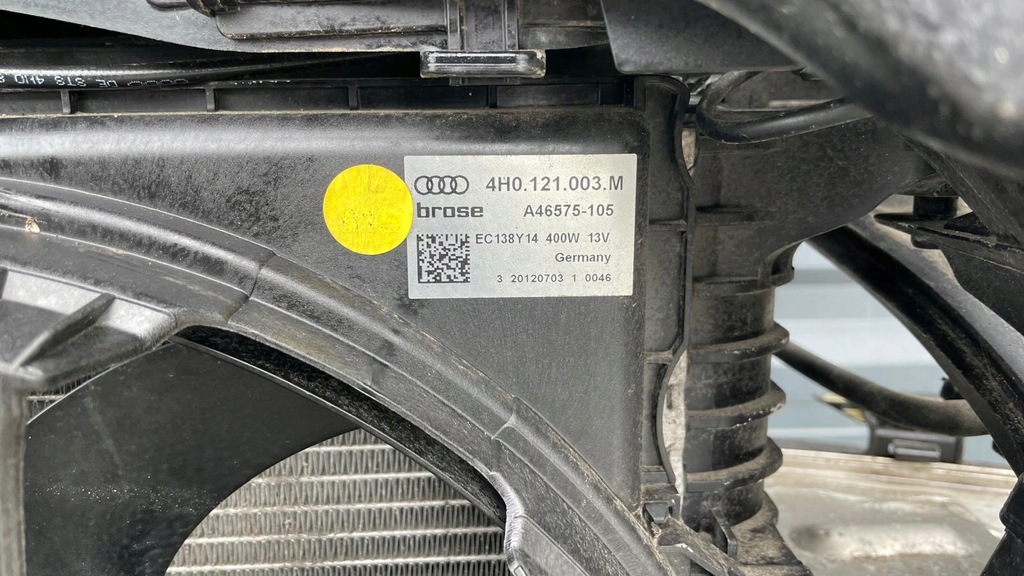 4H0.121.003.M
brose A46575-105
EC138Y14 400W 13V
Germany
3 20120703 1 0046